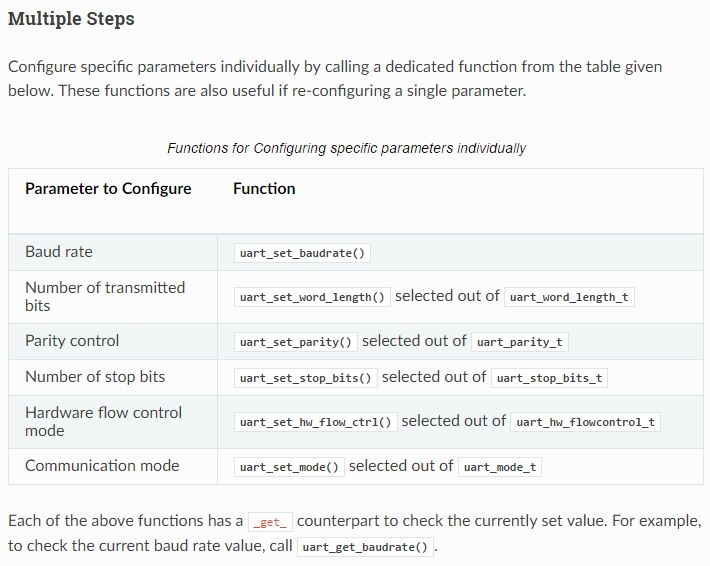 Multiple Steps
Configure specific parameters individually by calling a dedicated function from the table given
below. These functions are also useful if re-configuring a single parameter.
Functions for Configuring specific parameters individually
Parameter to Configure Function
Baud rate uart_set_baudrate()
Number of transmitted
bits uart_set_word_length() selected out of uart_word_length_t
Parity control uart_set_parity() selected out of uart_parity_t
Number of stop bits uart_set_stop_bits() selected out of uart_stop_bits_t
Hardware flow control
mode uart_set_hw_flow_ctrl() selected out of uart_hw_flowcontrol_t
Communication mode uart_set_mode() selected out of uart_mode_t
Each of the above functions has a _get_ counterpart to check the currently set value. For example,
to check the current baud rate value, call uart_get_baudrate() .